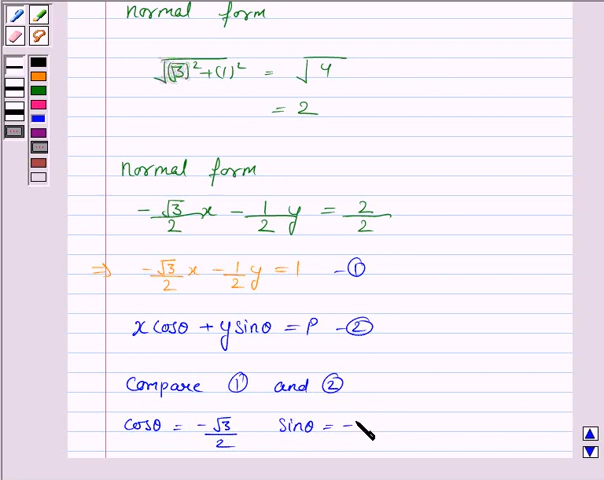 Normal form
√(√3)² + (1)² = √4
= 2
Normal form
-√3/2 x - 1/2 y = 2/2
⇒ -√3/2 x - 1/2 y = 1 -①
x cosθ + y sinθ = P -②
Compare ① and ②
cosθ = -√3/2 sinθ = -